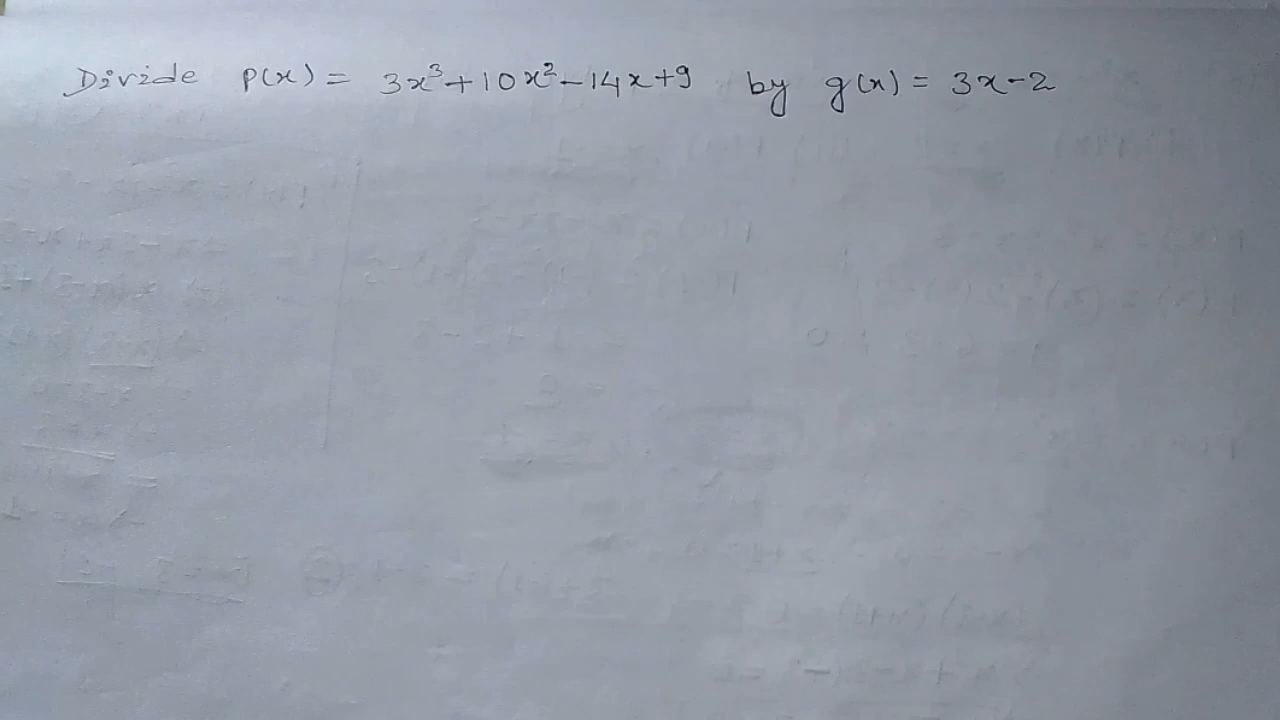 Divide p(x) = 3x³+10x²-14x+9 by g(x) = 3x-2